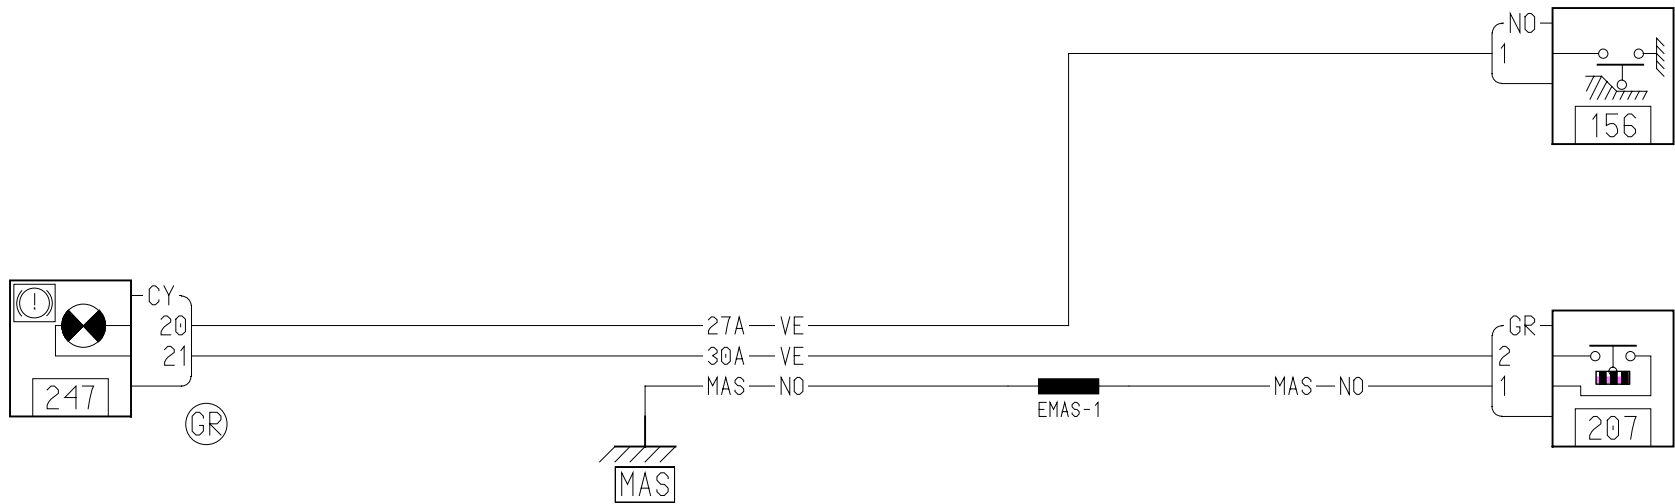 NO
1
156
!
CY
20
27A VE
21
30A VE
MAS NO
EMAS-1
MAS NO
GR
2
1
247
GR
207
MAS